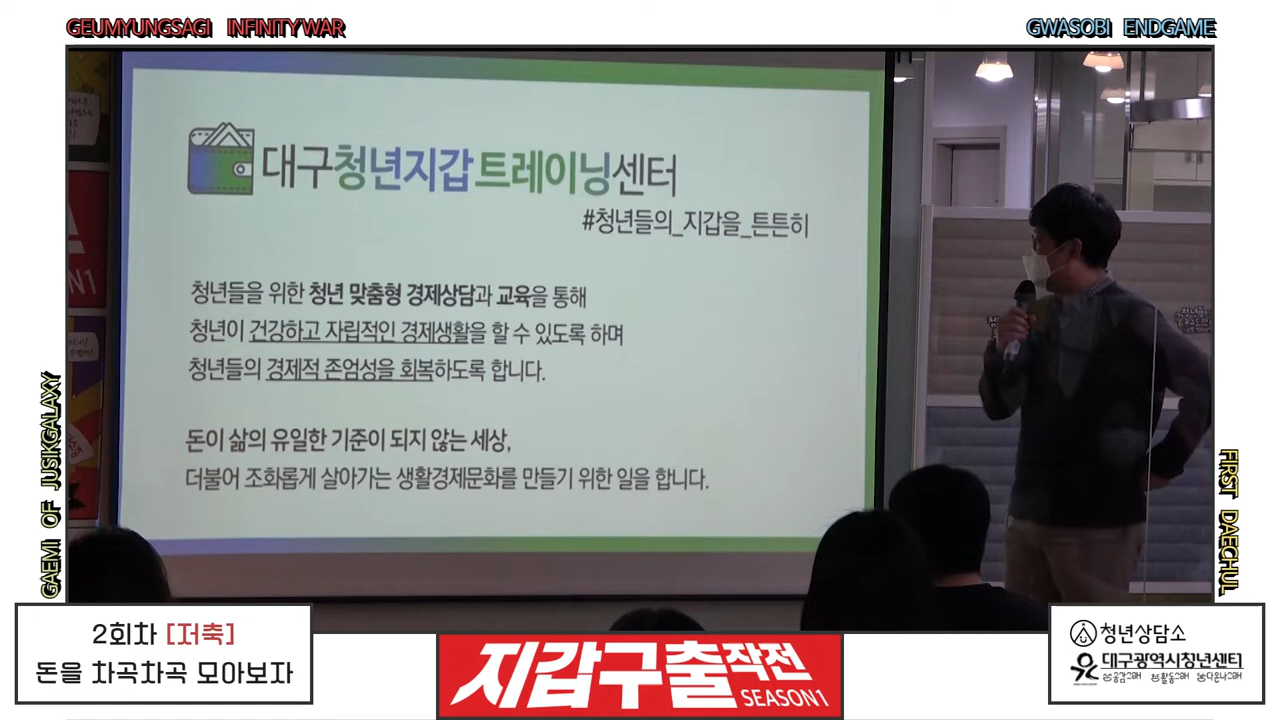 GEUMYUNGSAGI INFINITY WAR
GWASOBI ENDGAME
대구청년지갑트레이닝센터
#청년들의_지갑을_튼튼히
청년들을 위한 청년 맞춤형 경제상담과 교육을 통해
청년이 건강하고 자립적인 경제생활을 할 수 있도록 하며
청년들의 경제적 존엄성을 회복하도록 합니다.
돈이 삶의 유일한 기준이 되지 않는 세상,
더불어 조화롭게 살아가는 생활경제문화를 만들기 위한 일을 합니다.
GAEMI OF JUSIKGALAXY
FIRST DAECHUL
2회차 [저축]
돈을 차곡차곡 모아보자
지갑구출작전
SEASON1
청년상담소
대구광역시청년센터